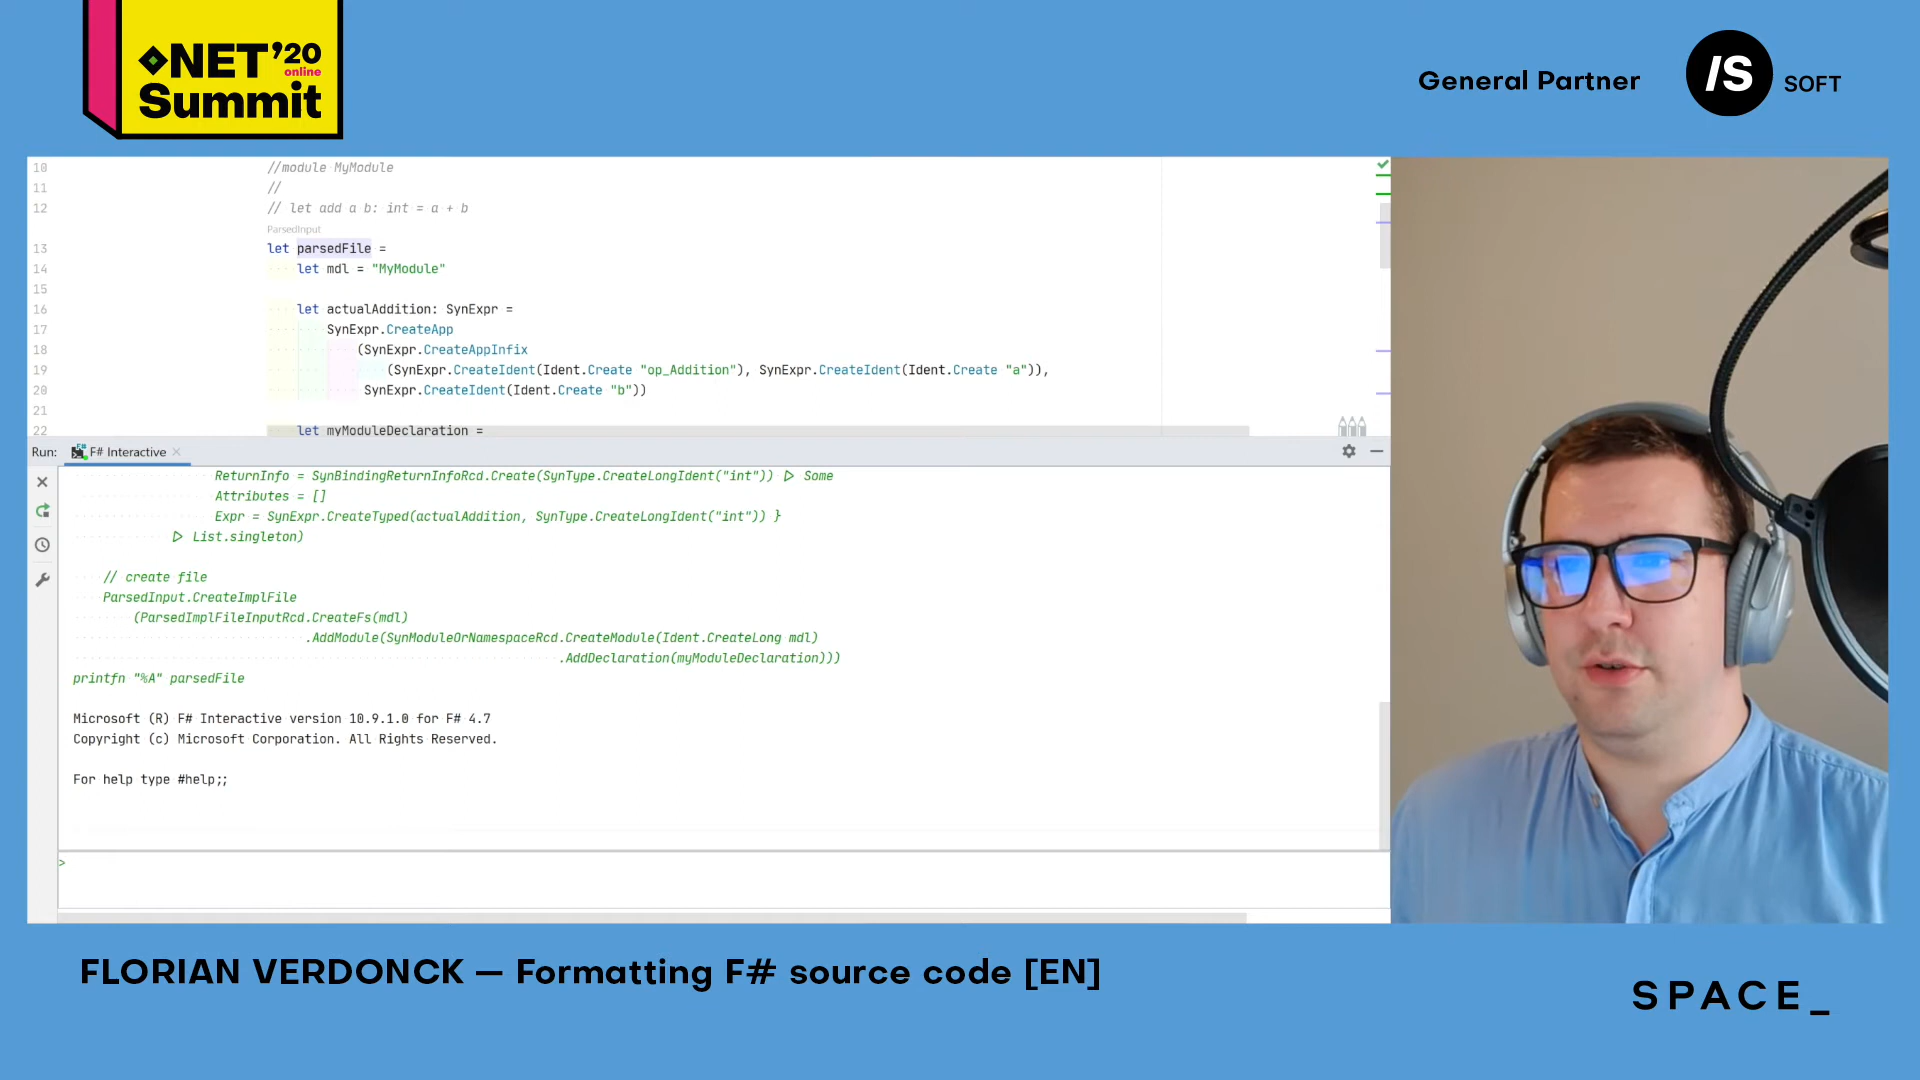 NET'20
online
Summit
General Partner
/S SOFT
10 //module MyModule
11 //
12 // let add a b: int = a + b
ParsedInput
13 let parsedFile =
14 let mdl = "MyModule"
15
16 let actualAddition: SynExpr =
17 SynExpr.CreateApp
18 (SynExpr.CreateAppInfix
19 (SynExpr.CreateIdent(Ident.Create "op_Addition"), SynExpr.CreateIdent(Ident.Create "a")),
20 SynExpr.CreateIdent(Ident.Create "b"))
21
22 let myModuleDeclaration =
Run: F# Interactive
ReturnInfo = SynBindingReturnInfoRcd.Create(SynType.CreateLongIdent("int")) |> Some
Attributes = []
Expr = SynExpr.CreateTyped(actualAddition, SynType.CreateLongIdent("int")) }
|> List.singleton)
// create file
ParsedInput.CreateImplFile
(ParsedImplFileInputRcd.CreateFs(mdl)
.AddModule(SynModuleOrNamespaceRcd.CreateModule(Ident.CreateLong mdl)
.AddDeclaration(myModuleDeclaration)))
printfn "%A" parsedFile
Microsoft (R) F# Interactive version 10.9.1.0 for F# 4.7
Copyright (c) Microsoft Corporation. All Rights Reserved.
For help type #help;;
>
FLORIAN VERDONCK — Formatting F# source code [EN]
SPACE_